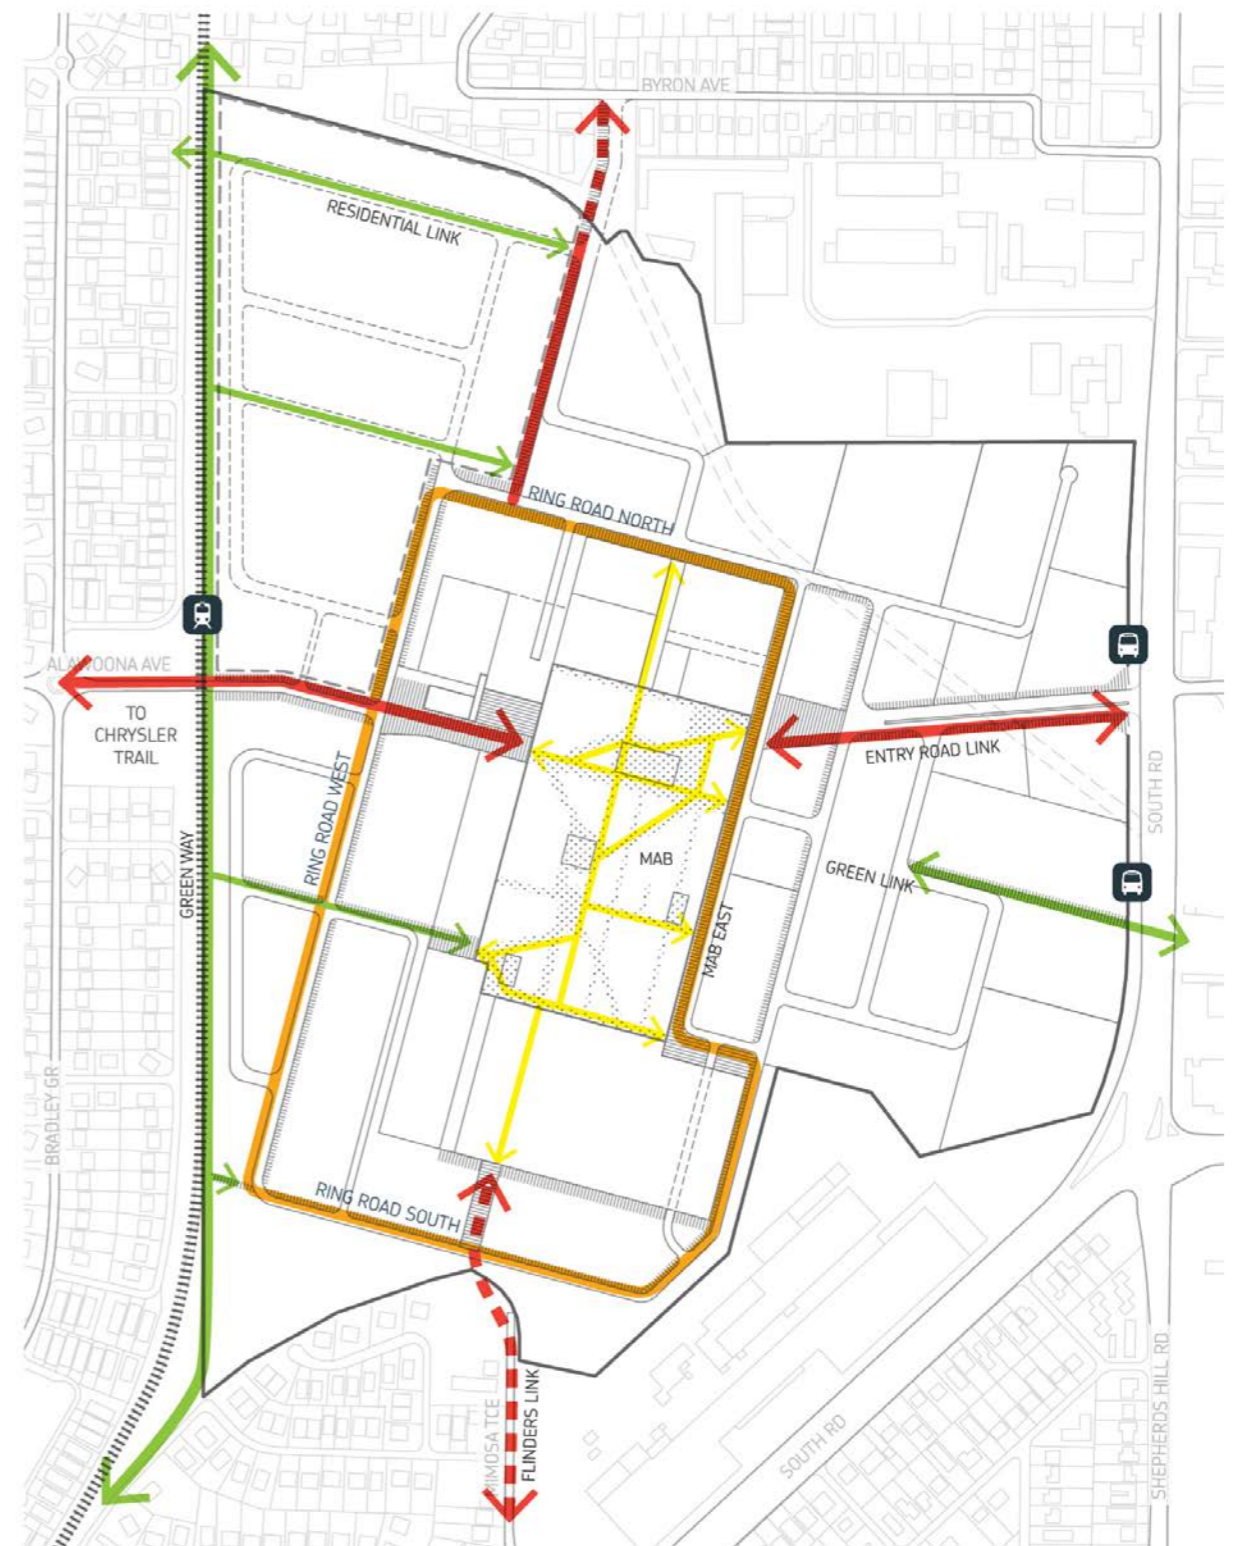 BYRON AVE
RESIDENTIAL LINK
RING ROAD NORTH
ALAWOONA AVE
TO
CHRYSLER
TRAIL
ENTRY ROAD LINK
SOUTH RD
RING ROAD WEST
MAB
GREEN WAY
GREEN LINK
MAB EAST
BRADLEY GR
RING ROAD SOUTH
MIMOSA TCE
FLINDERS LINK
SOUTH RD
SHEPHERDS HILL RD